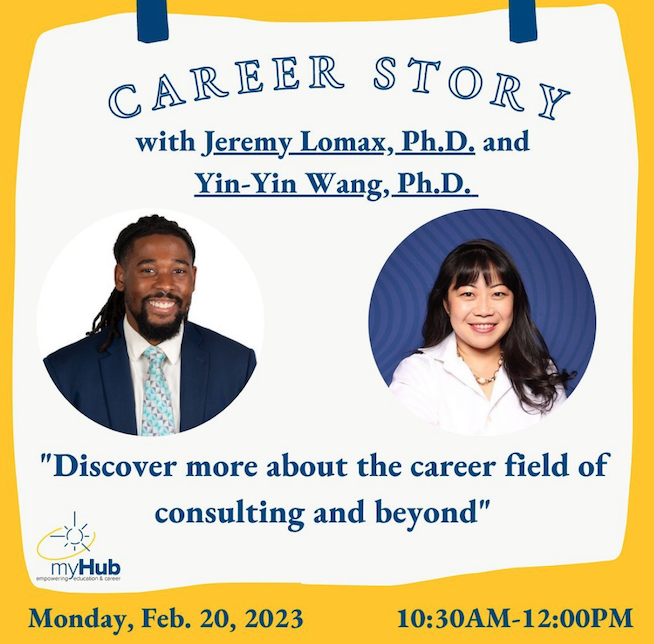 CAREER STORY
with Jeremy Lomax, Ph.D. and
Yin-Yin Wang, Ph.D.
"Discover more about the career field of
consulting and beyond"
myHub
empowering education & career
Monday, Feb. 20, 2023
10:30AM-12:00PM